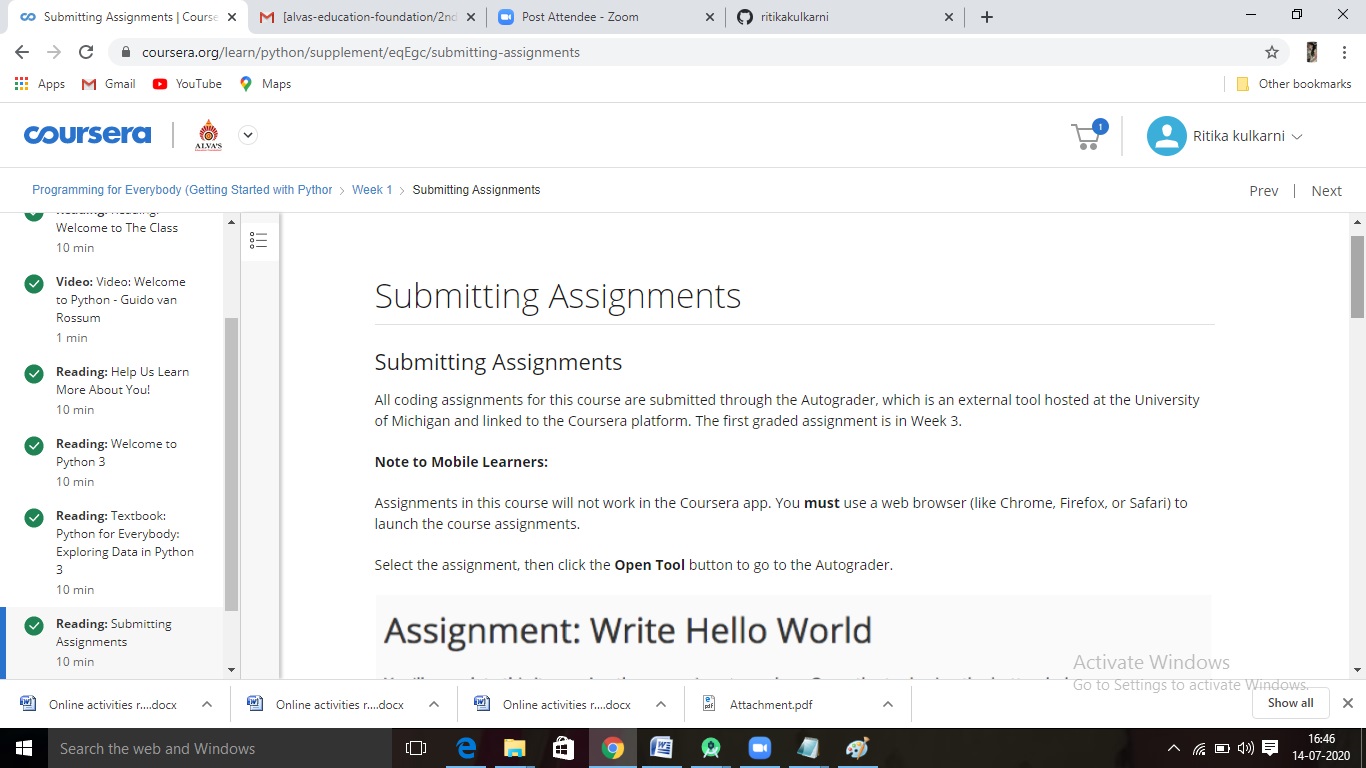 Submitting Assignments | Course
[alvas-education-foundation/2nd
Post Attendee - Zoom
ritikakulkarni
coursera.org/learn/python/supplement/eqEgc/submitting-assignments
Apps
Gmail
YouTube
Maps
Other bookmarks
coursera
ALVA'S
1
Ritika kulkarni
Programming for Everybody (Getting Started with Python
Week 1
Submitting Assignments
Prev | Next
Reading: Reading:
Welcome to The Class
10 min
Video: Video: Welcome
to Python - Guido van
Rossum
1 min
Reading: Help Us Learn
More About You!
10 min
Reading: Welcome to
Python 3
10 min
Reading: Textbook:
Python for Everybody:
Exploring Data in Python
3
10 min
Reading: Submitting
Assignments
10 min
Submitting Assignments
Submitting Assignments
All coding assignments for this course are submitted through the Autograder, which is an external tool hosted at the University
of Michigan and linked to the Coursera platform. The first graded assignment is in Week 3.
Note to Mobile Learners:
Assignments in this course will not work in the Coursera app. You must use a web browser (like Chrome, Firefox, or Safari) to
launch the course assignments.
Select the assignment, then click the Open Tool button to go to the Autograder.
Assignment: Write Hello World
Activate Windows
Go to Settings to activate Windows.
Online activities r....docx
Online activities r....docx
Online activities r....docx
Attachment.pdf
Show all
Search the web and Windows
16:46
14-07-2020